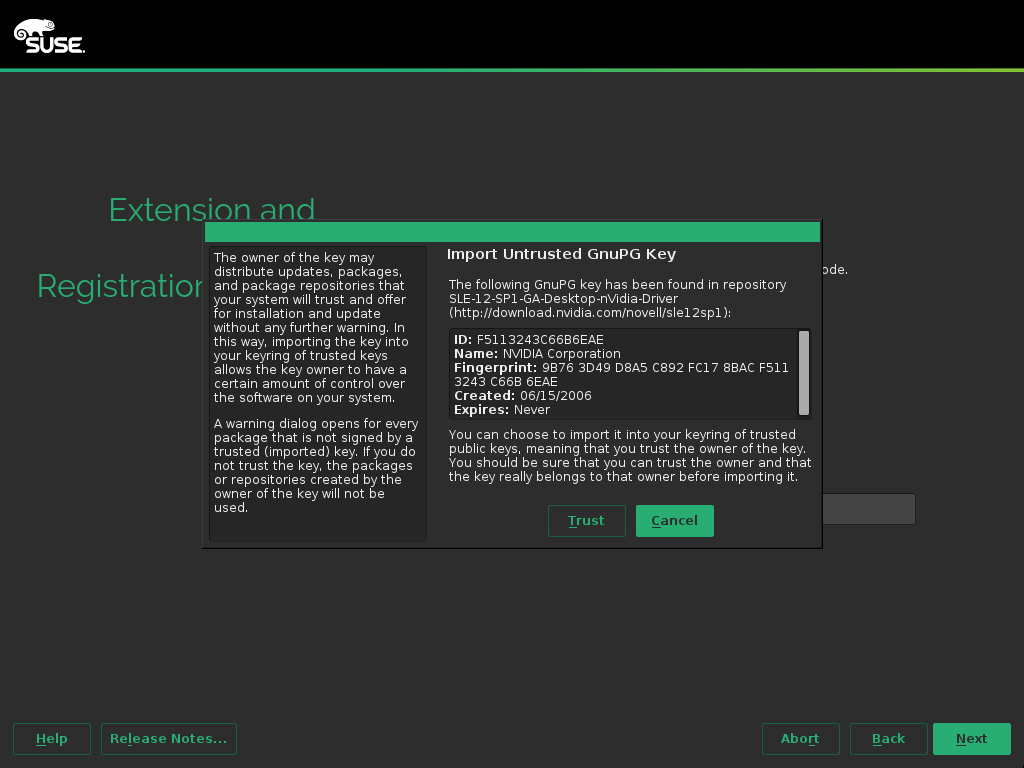 SUSE.
Extension and
Registration
ode.
The owner of the key may
distribute updates, packages,
and package repositories that
your system will trust and offer
for installation and update
without any further warning. In
this way, importing the key into
your keyring of trusted keys
allows the key owner to have a
certain amount of control over
the software on your system.
A warning dialog opens for every
package that is not signed by a
trusted (imported) key. If you do
not trust the key, the packages
or repositories created by the
owner of the key will not be
used.
Import Untrusted GnuPG Key
The following GnuPG key has been found in repository
SLE-12-SP1-GA-Desktop-nVidia-Driver
(http://download.nvidia.com/novell/sle12sp1):
ID: F5113243C66B6EAE
Name: NVIDIA Corporation
Fingerprint: 9B76 3D49 D8A5 C892 FC17 8BAC F511
3243 C66B 6EAE
Created: 06/15/2006
Expires: Never
You can choose to import it into your keyring of trusted
public keys, meaning that you trust the owner of the key.
You should be sure that you can trust the owner and that
the key really belongs to that owner before importing it.
Trust Cancel
Help Release Notes... Abort Back Next